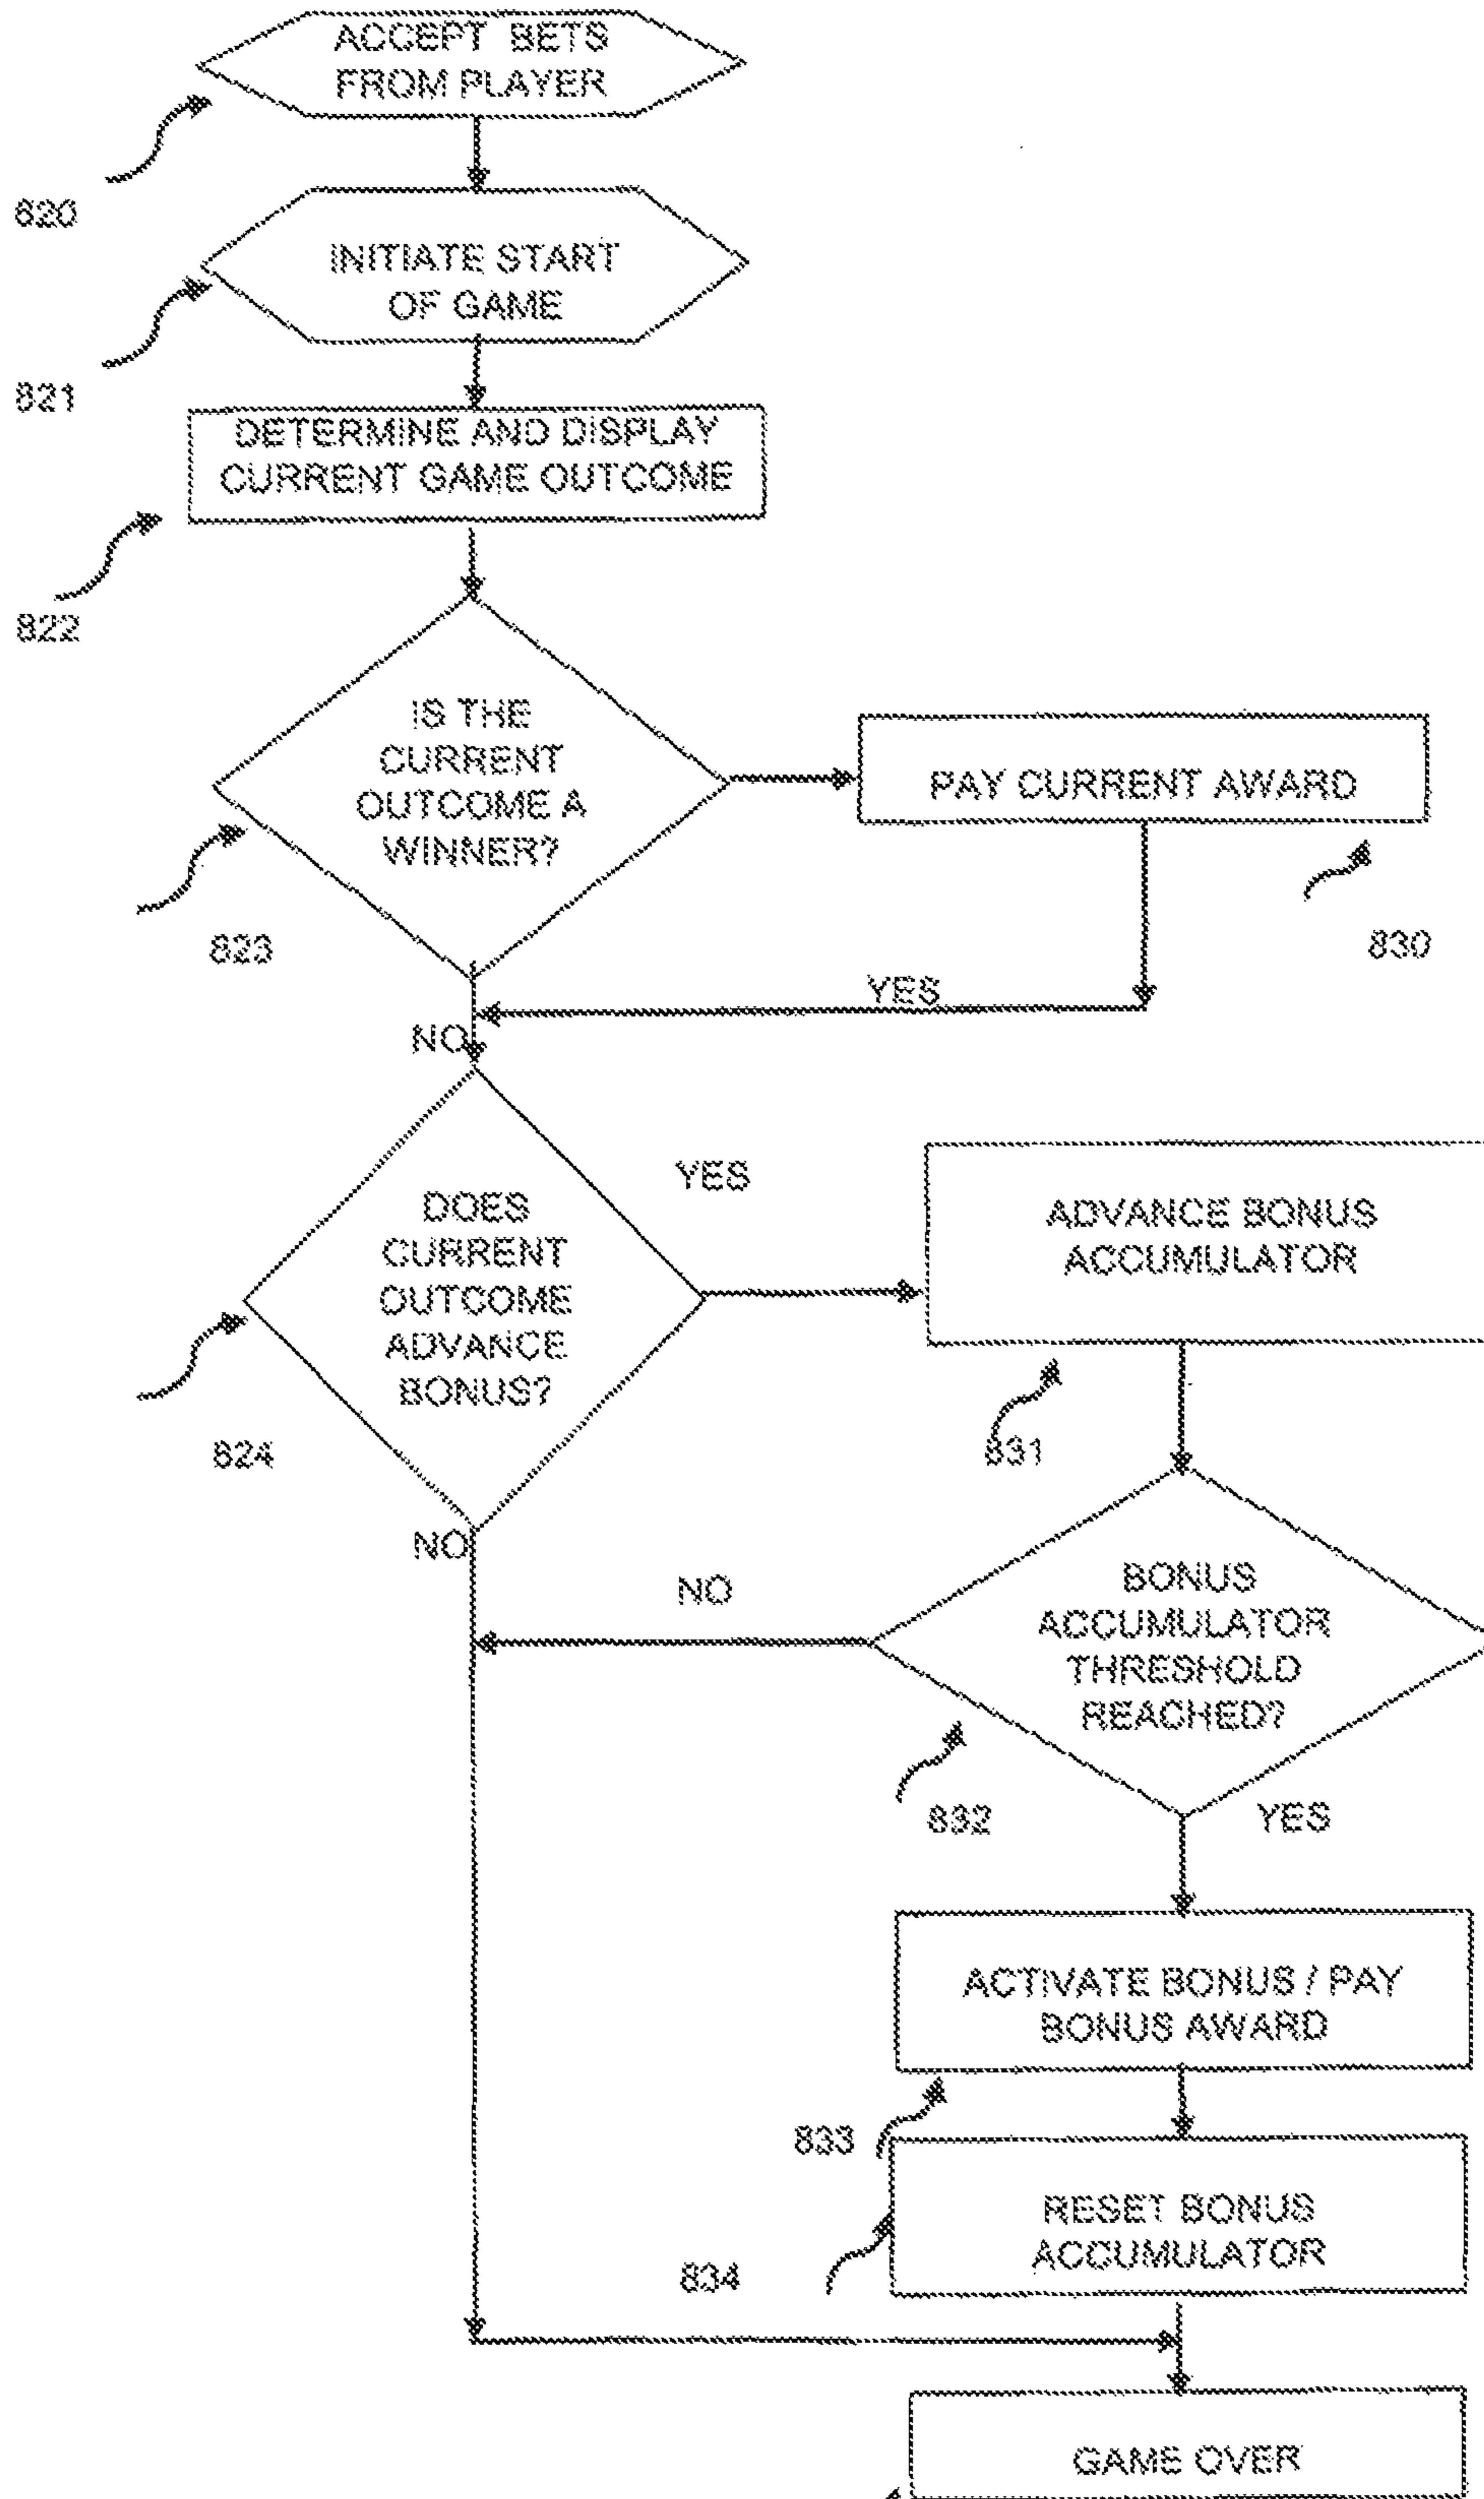 ACCEPT BETS
FROM PLAYER
820
INITIATE START
OF GAME
821
DETERMINE AND DISPLAY
CURRENT GAME OUTCOME
822
IS THE
CURRENT
OUTCOME A
WINNER?
823
PAY CURRENT AWARD
830
YES
NO
DOES
CURRENT
OUTCOME
ADVANCE
BONUS?
824
YES
ADVANCE BONUS
ACCUMULATOR
831
NO
NO
BONUS
ACCUMULATOR
THRESHOLD
REACHED?
832
YES
ACTIVATE BONUS / PAY
BONUS AWARD
833
RESET BONUS
ACCUMULATOR
834
GAME OVER